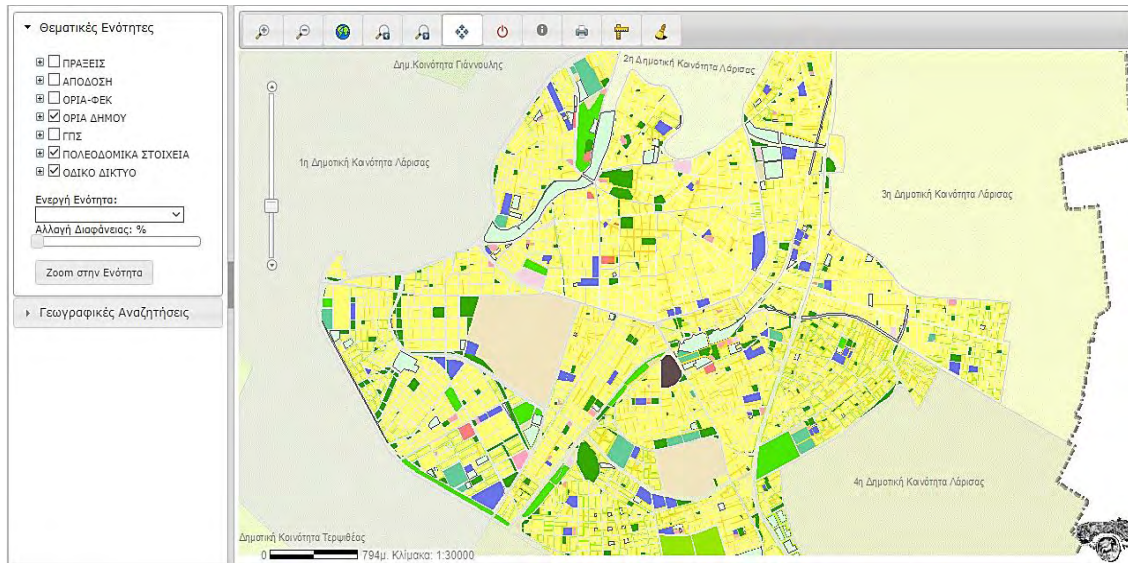 Θεματικές Ενότητες
ΠΡΑΞΕΙΣ
ΑΠΟΔΟΣΗ
ΟΡΙΑ-ΦΕΚ
ΟΡΙΑ ΔΗΜΟΥ
ΓΠΣ
ΠΟΛΕΟΔΟΜΙΚΑ ΣΤΟΙΧΕΙΑ
ΟΔΙΚΟ ΔΙΚΤΥΟ
Ενεργή Ενότητα:
Αλλαγή Διαφάνειας: %
Zoom στην Ενότητα
Γεωγραφικές Αναζητήσεις
Δημ.Κοινότητα Γιάννουλης
2η Δημοτική Κοινότητα Λάρισας
1η Δημοτική Κοινότητα Λάρισας
3η Δημοτική Κοινότητα Λάρισας
4η Δημοτική Κοινότητα Λάρισας
Δημοτική Κοινότητα Τερψιθέας
0 794μ. Κλίμακα: 1:30000